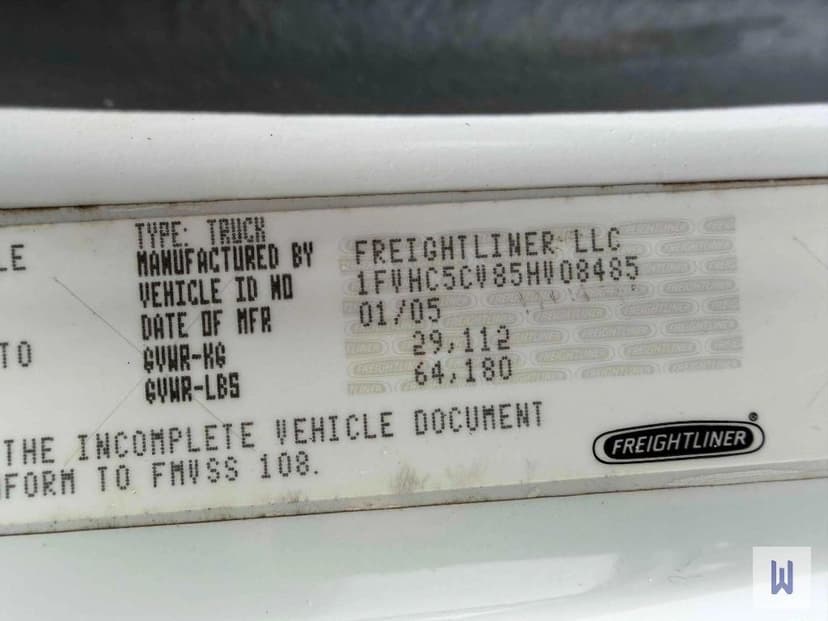 LE
TYPE: TRUCK
MANUFACTURED BY FREIGHTLINER LLC
VEHICLE ID NO 1FVHC5CV85HV08485
DATE OF MFR 01/05
TO GVWR-KG 29,112
GVWR-LBS 64,180
THE INCOMPLETE VEHICLE DOCUMENT
NFORM TO FMVSS 108.
FREIGHTLINER®
W